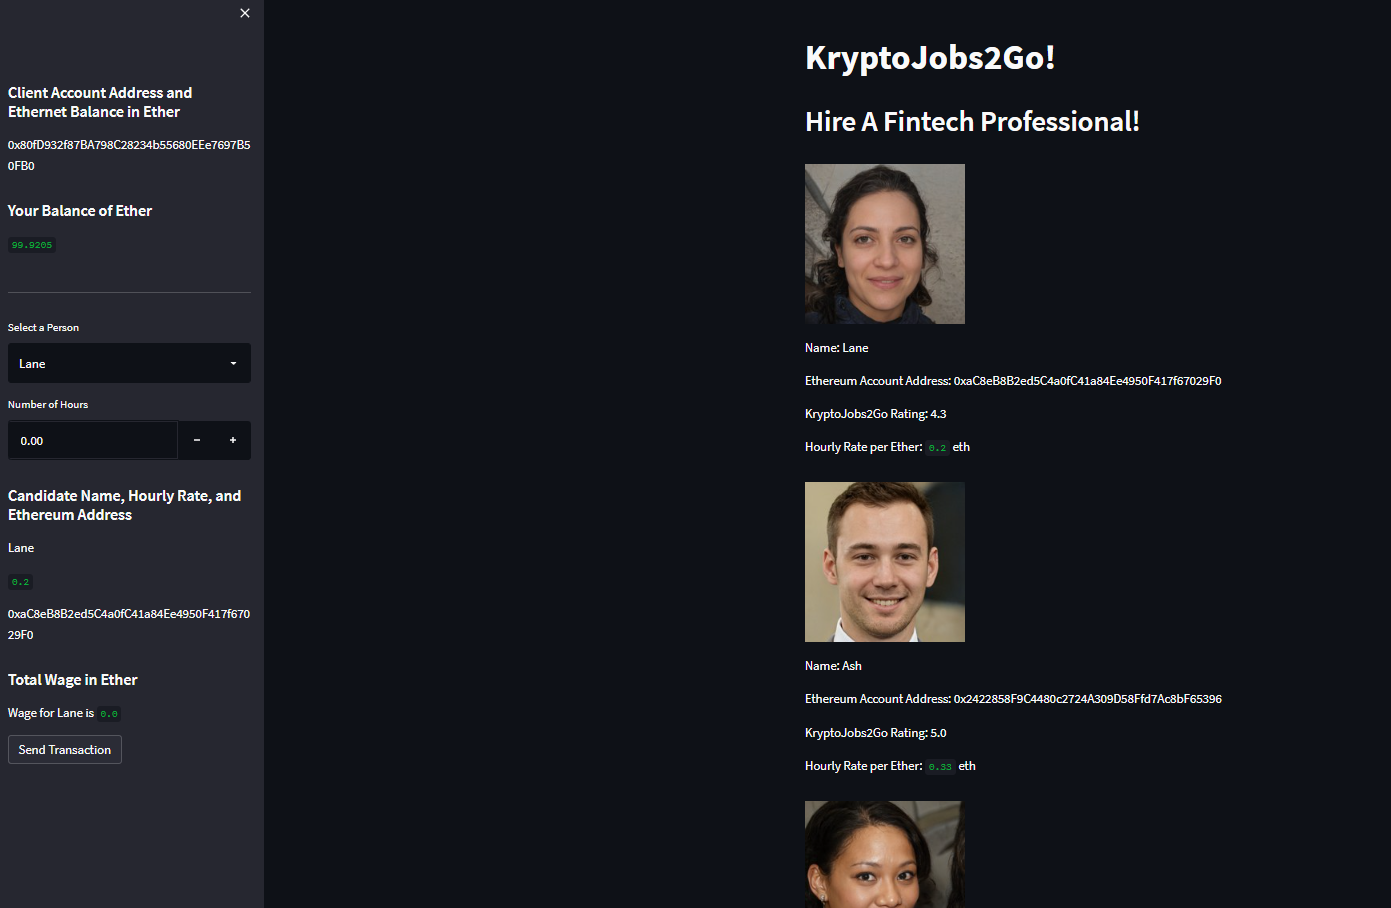 Client Account Address and
Ethernet Balance in Ether
0x80fD932f87BA798C28234b55680EEe7697B5
0FB0
Your Balance of Ether
99.9205
Select a Person
Lane
Number of Hours
0.00
Candidate Name, Hourly Rate, and
Ethereum Address
Lane
0.2
0xaC8eB8B2ed5C4a0fC41a84Ee4950F417f670
29F0
Total Wage in Ether
Wage for Lane is 0.0
Send Transaction
KryptoJobs2Go!
Hire A Fintech Professional!
Name: Lane
Ethereum Account Address: 0xaC8eB8B2ed5C4a0fC41a84Ee4950F417f67029F0
KryptoJobs2Go Rating: 4.3
Hourly Rate per Ether: 0.2 eth
Name: Ash
Ethereum Account Address: 0x2422858F9C4480c2724A309D58Ffd7Ac8bF65396
KryptoJobs2Go Rating: 5.0
Hourly Rate per Ether: 0.33 eth